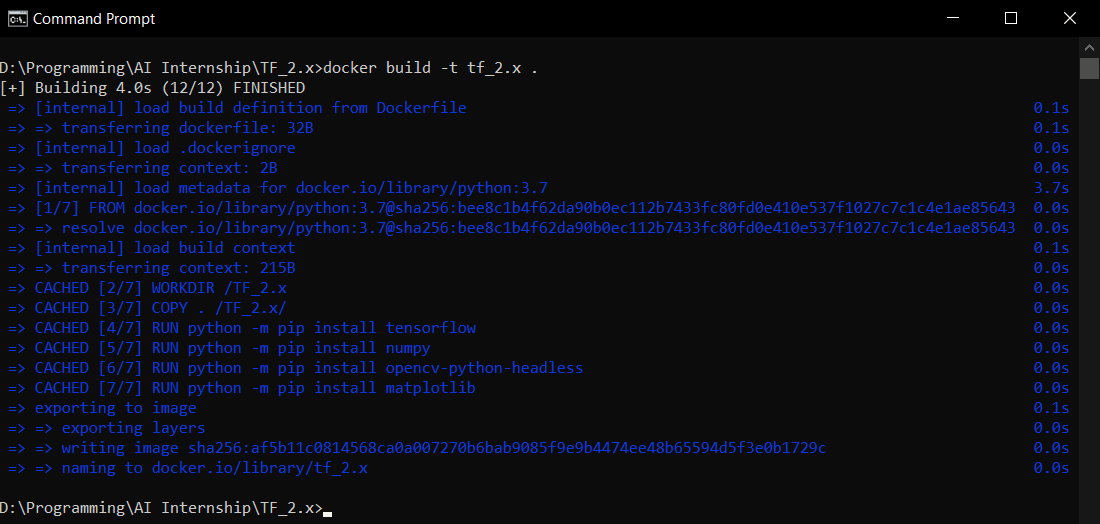 Command Prompt
D:\Programming\AI Internship\TF_2.x>docker build -t tf_2.x .
[+] Building 4.0s (12/12) FINISHED
=> [internal] load build definition from Dockerfile 0.1s
=> => transferring dockerfile: 32B 0.1s
=> [internal] load .dockerignore 0.0s
=> => transferring context: 2B 0.0s
=> [internal] load metadata for docker.io/library/python:3.7 3.7s
=> [1/7] FROM docker.io/library/python:3.7@sha256:bee8c1b4f62da90b0ec112b7433fc80fd0e410e537f1027c7c1c4e1ae85643 0.0s
=> => resolve docker.io/library/python:3.7@sha256:bee8c1b4f62da90b0ec112b7433fc80fd0e410e537f1027c7c1c4e1ae85643 0.0s
=> [internal] load build context 0.1s
=> => transferring context: 215B 0.0s
=> CACHED [2/7] WORKDIR /TF_2.x 0.0s
=> CACHED [3/7] COPY . /TF_2.x/ 0.0s
=> CACHED [4/7] RUN python -m pip install tensorflow 0.0s
=> CACHED [5/7] RUN python -m pip install numpy 0.0s
=> CACHED [6/7] RUN python -m pip install opencv-python-headless 0.0s
=> CACHED [7/7] RUN python -m pip install matplotlib 0.0s
=> exporting to image 0.1s
=> => exporting layers 0.0s
=> => writing image sha256:af5b11c0814568ca0a007270b6bab9085f9e9b4474ee48b65594d5f3e0b1729c 0.0s
=> => naming to docker.io/library/tf_2.x 0.0s
D:\Programming\AI Internship\TF_2.x>